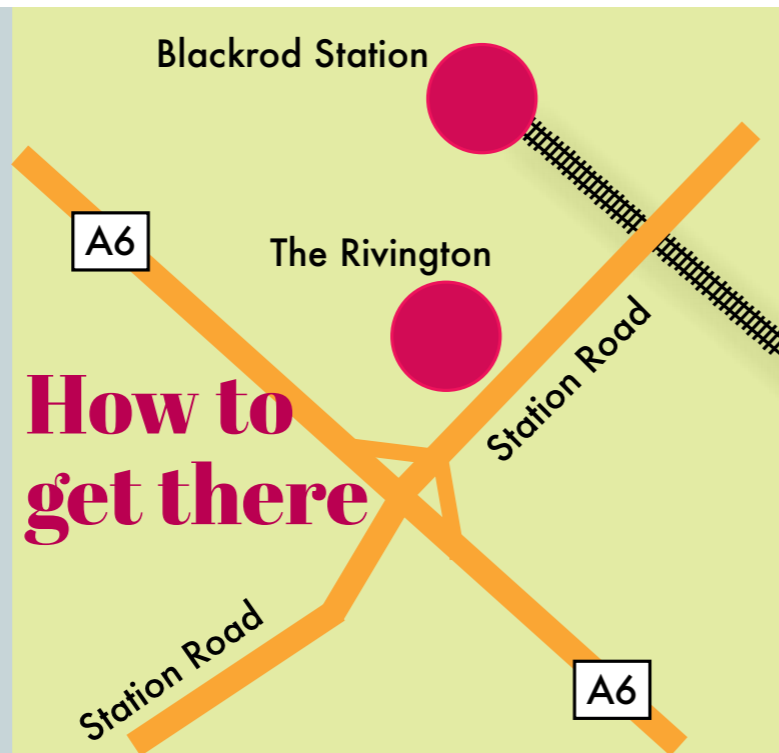 Blackrod Station
A6
The Rivington
How to
get there
Station Road
Station Road
A6